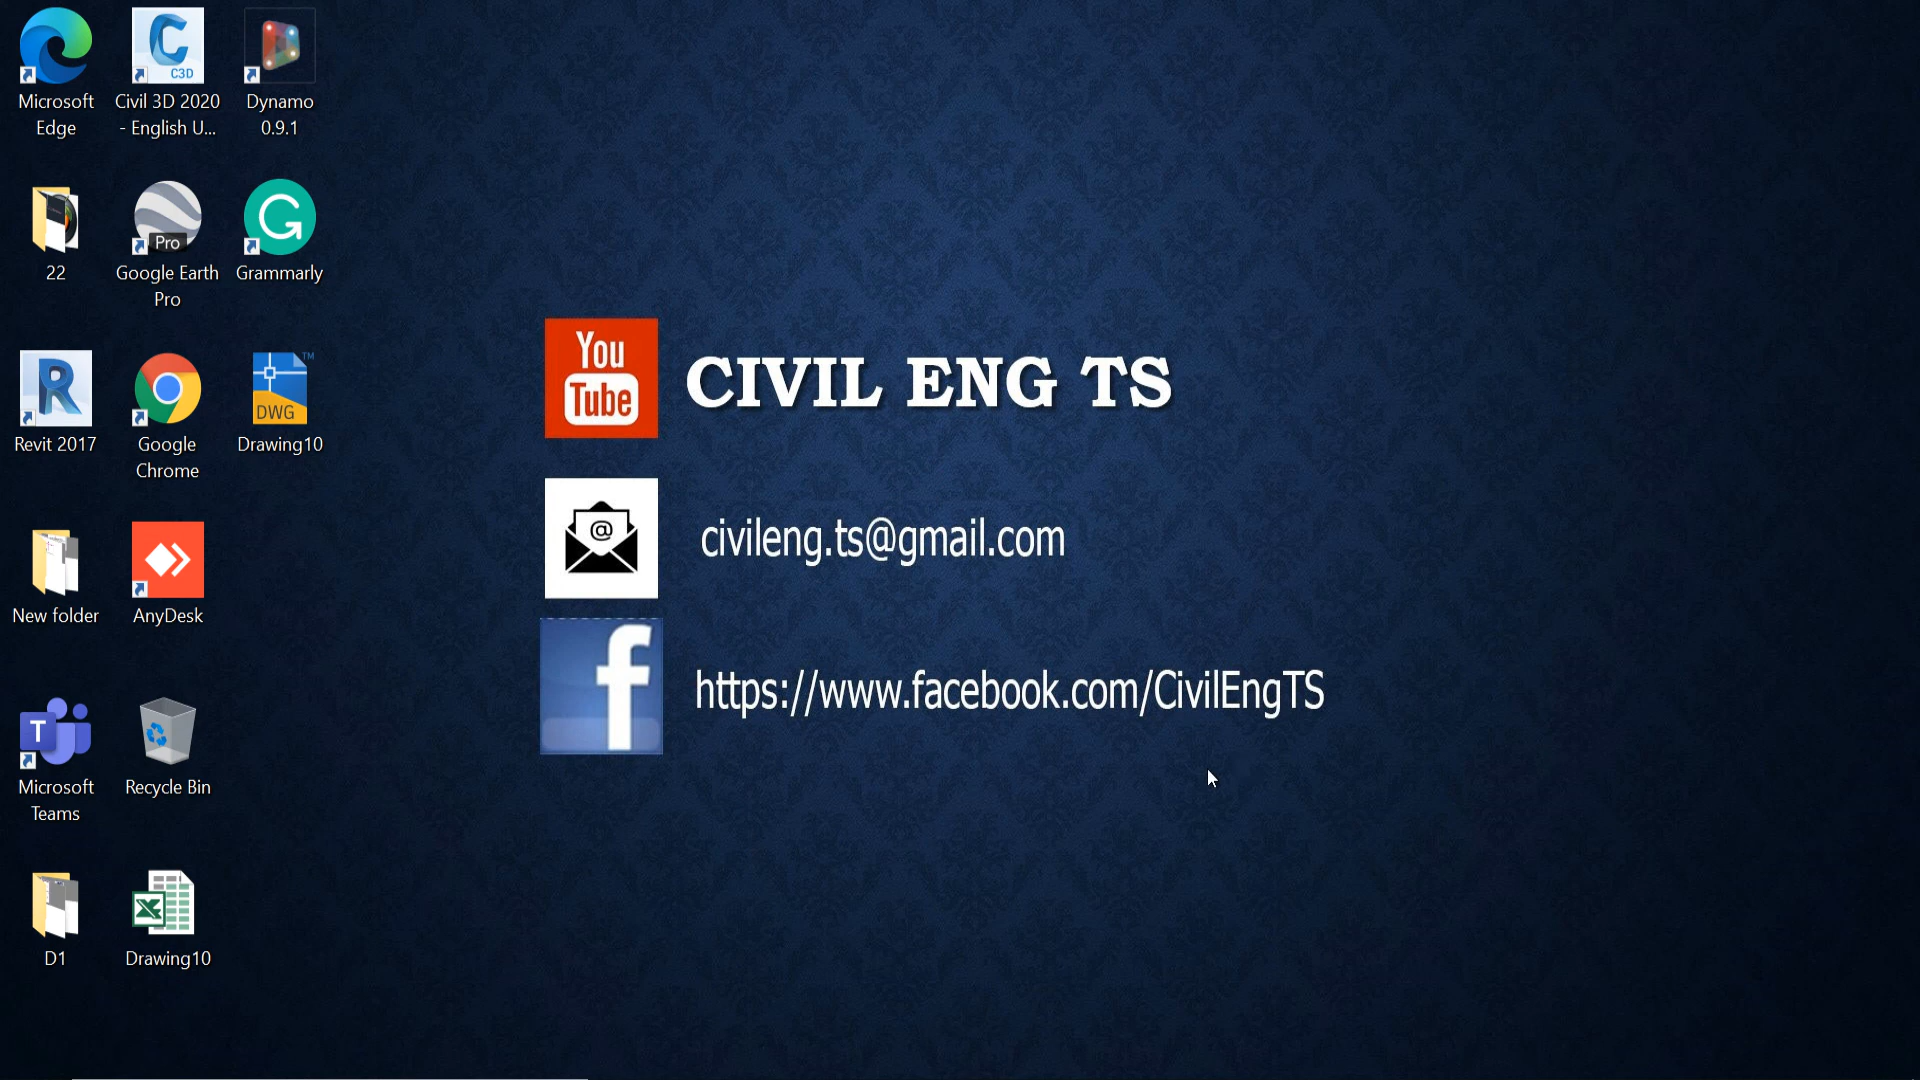 Microsoft
Edge
Civil 3D 2020
- English U...
C3D
Dynamo
0.9.1
22
Pro
Google Earth
Pro
Grammarly
Revit 2017
Google
Chrome
DWG
TM
Drawing10
New folder
AnyDesk
T
Microsoft
Teams
Recycle Bin
D1
Drawing10
You
Tube
CIVIL ENG TS
civileng.ts@gmail.com
https://www.facebook.com/CivilEngTS